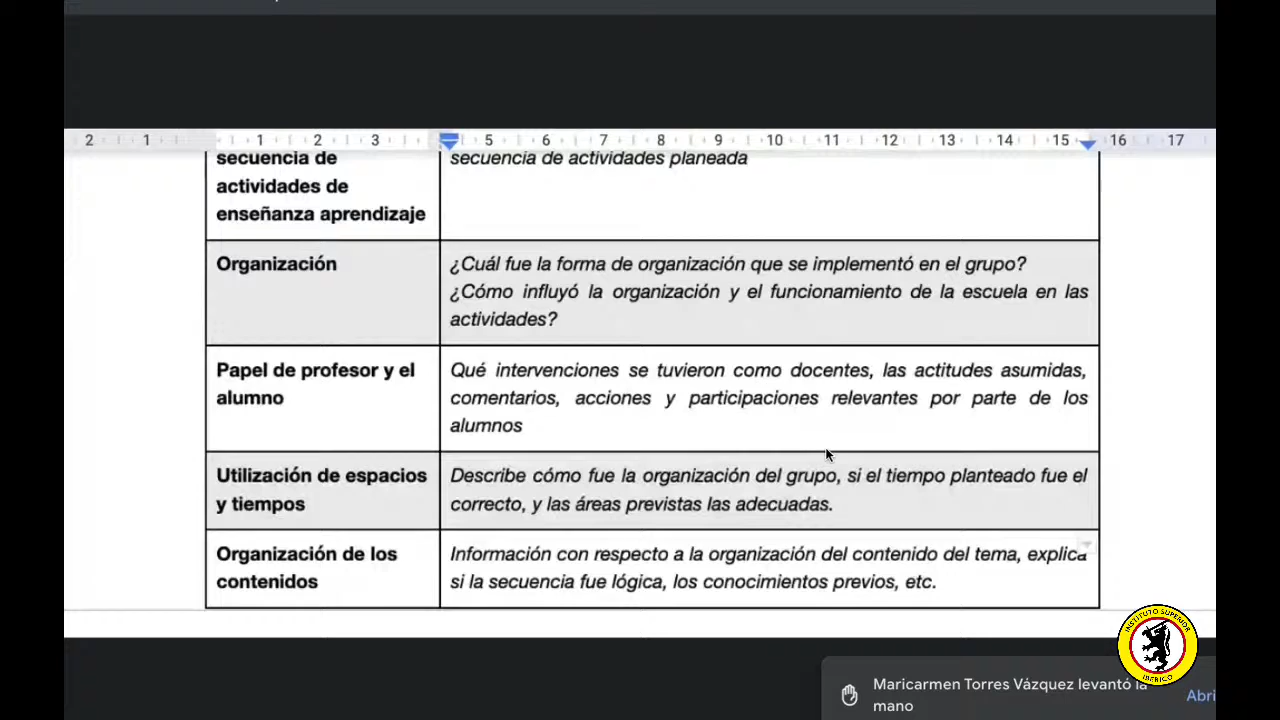 2 1 1 2 3 5 6 7 8 9 10 11 12 13 14 15 16 17
secuencia de
actividades de
enseñanza aprendizaje
secuencia de actividades planeada
Organización
¿Cuál fue la forma de organización que se implementó en el grupo?
¿Cómo influyó la organización y el funcionamiento de la escuela en las
actividades?
Papel de profesor y el
alumno
Qué intervenciones se tuvieron como docentes, las actitudes asumidas,
comentarios, acciones y participaciones relevantes por parte de los
alumnos
Utilización de espacios
y tiempos
Describe cómo fue la organización del grupo, si el tiempo planteado fue el
correcto, y las áreas previstas las adecuadas.
Organización de los
contenidos
Información con respecto a la organización del contenido del tema, explica
si la secuencia fue lógica, los conocimientos previos, etc.
INSTITUTO SUPERIOR
IBERICO
Maricarmen Torres Vázquez levantó la
mano
Abri